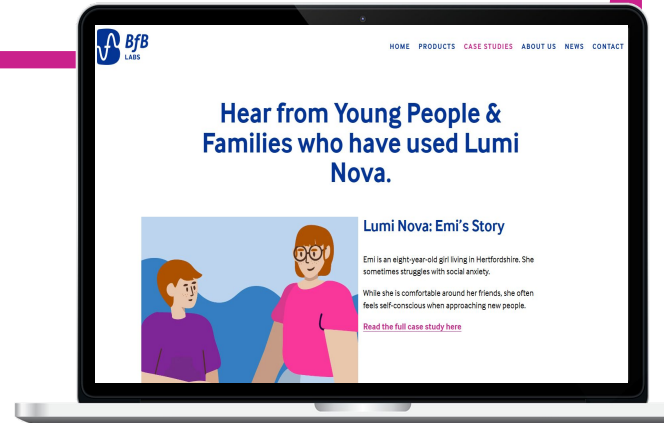 BfB
LABS
HOME PRODUCTS CASE STUDIES ABOUT US NEWS CONTACT
Hear from Young People &
Families who have used Lumi
Nova.
Lumi Nova: Emi's Story
Emi is an eight-year-old girl living in Hertfordshire. She
sometimes struggles with social anxiety.
While she is comfortable around her friends, she often
feels self-conscious when approaching new people.
Read the full case study here